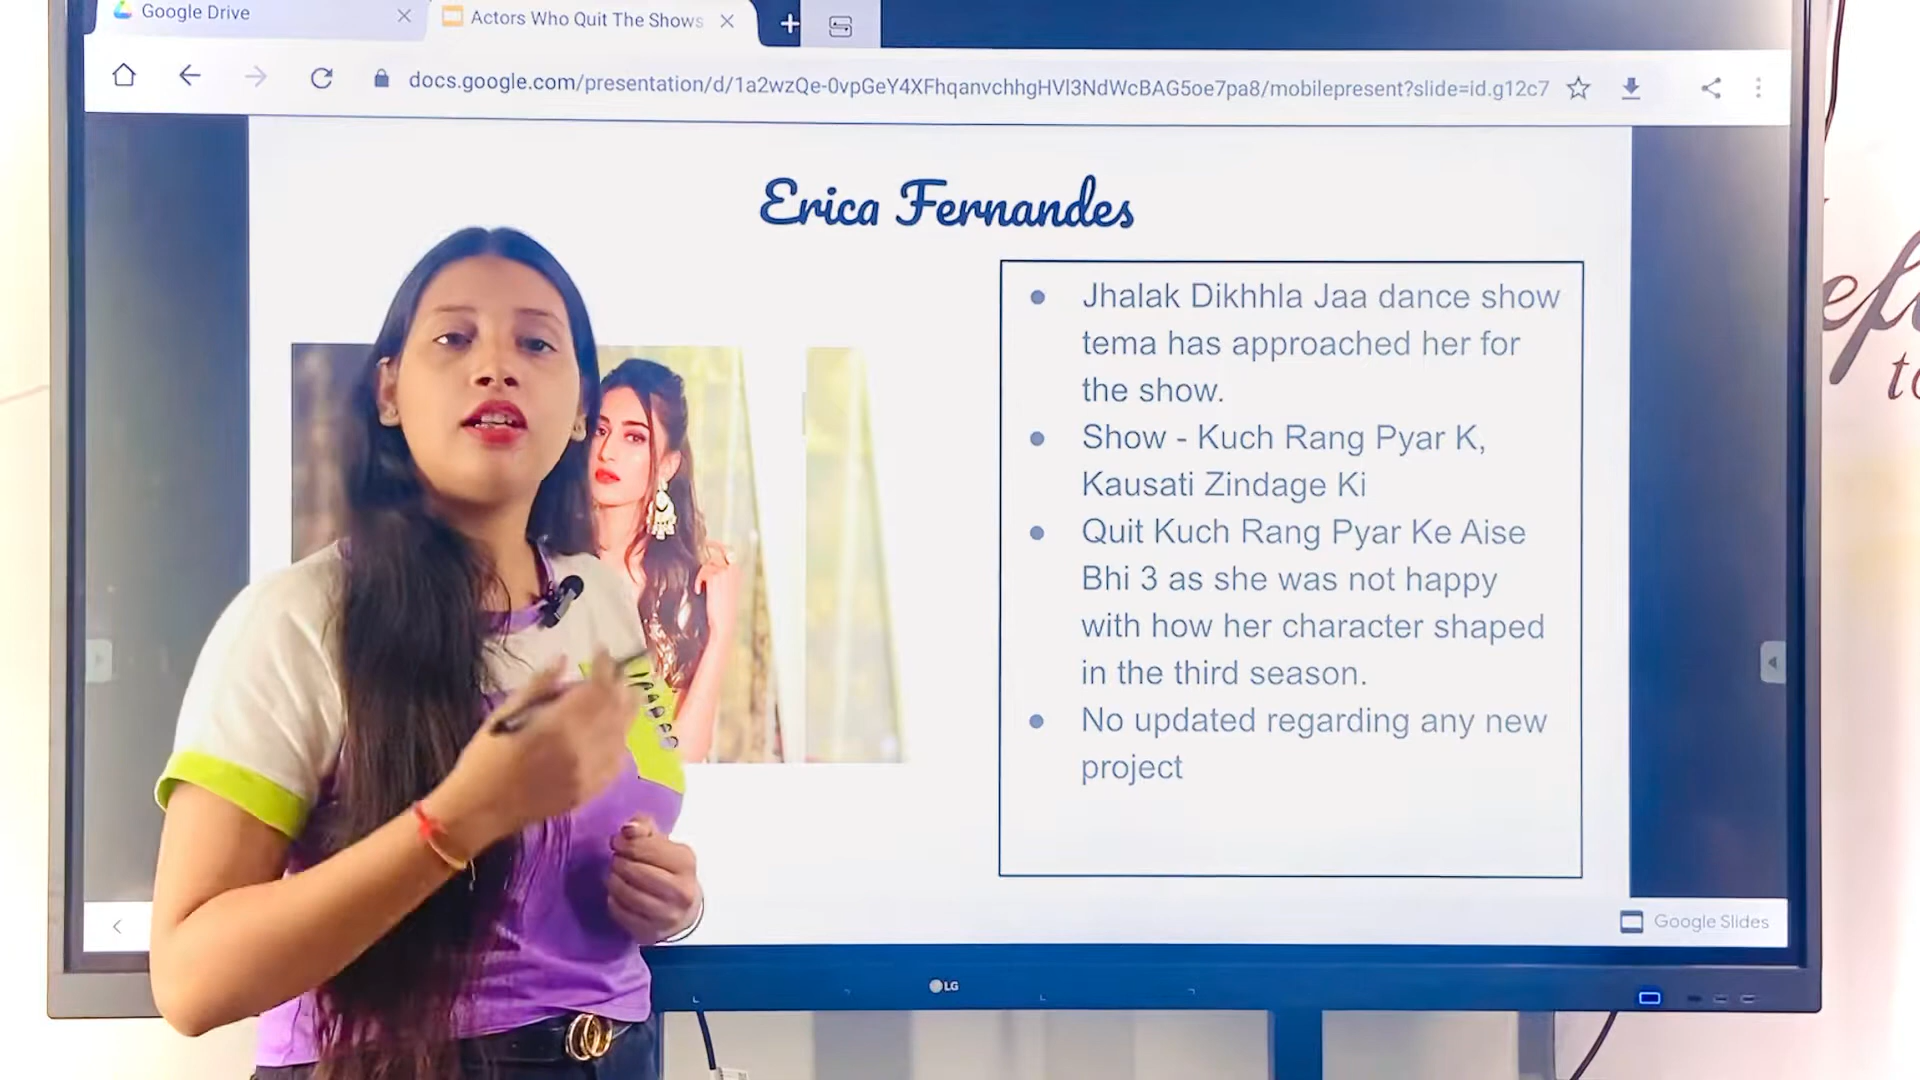 Google Drive
Actors Who Quit The Shows
docs.google.com/presentation/d/1a2wzQe-0vpGeY4XFhqanvchhgHVl3NdWcBAG5oe7pa8/mobilepresent?slide=id.g12c7
Erica Fernandes
● Jhalak Dikhhla Jaa dance show
tema has approached her for
the show.
● Show - Kuch Rang Pyar K,
Kausati Zindage Ki
● Quit Kuch Rang Pyar Ke Aise
Bhi 3 as she was not happy
with how her character shaped
in the third season.
● No updated regarding any new
project
Google Slides
LG